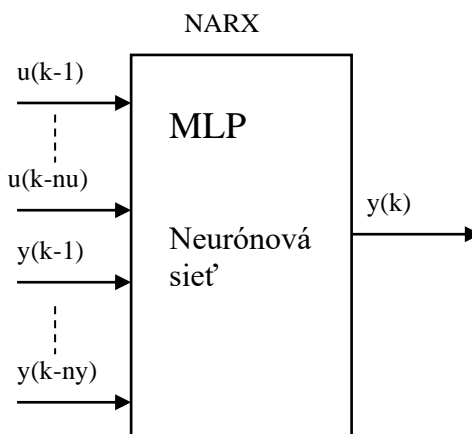 NARX
u(k-1)
MLP
u(k-nu)
y(k)
y(k-1)
Neurónová
sieť
y(k-ny)